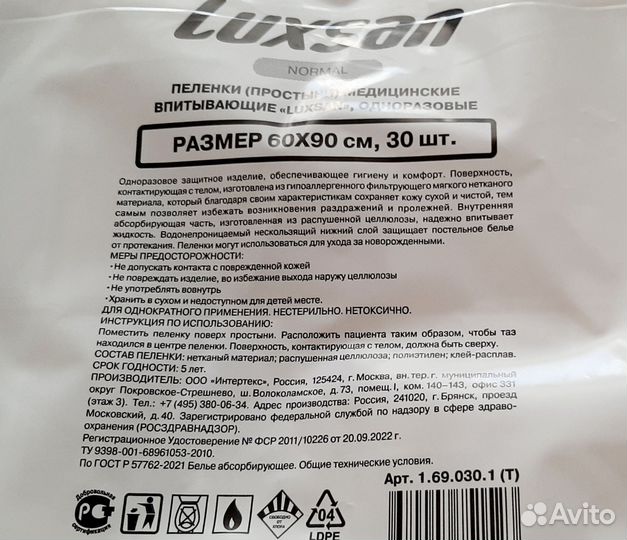 Luxsan
NORMAL
ПЕЛЕНКИ (ПРОСТЫНИ) МЕДИЦИНСКИЕ
ВПИТЫВАЮЩИЕ «LUXSAN», ОДНОРАЗОВЫЕ
РАЗМЕР 60X90 см, 30 шт.
Одноразовое защитное изделие, обеспечивающее гигиену и комфорт. Поверхность,
контактирующая с телом, изготовлена из гипоаллергенного фильтрующего мягкого нетканого
материала, который благодаря своим характеристикам сохраняет кожу сухой и чистой, тем
самым позволяет избежать возникновения раздражений и пролежней. Внутренняя
абсорбирующая часть, изготовленная из распушенной целлюлозы, надежно впитывает
жидкость. Водонепроницаемый нескользящий нижний слой защищает постельное белье
от протекания. Пеленки могут использоваться для ухода за новорожденными.
МЕРЫ ПРЕДОСТОРОЖНОСТИ:
• Не допускать контакта с поврежденной кожей
• Не повреждать изделие, во избежание выхода наружу целлюлозы
• Не употреблять вовнутрь
• Хранить в сухом и недоступном для детей месте.
ДЛЯ ОДНОКРАТНОГО ПРИМЕНЕНИЯ. НЕСТЕРИЛЬНО. НЕТОКСИЧНО.
ИНСТРУКЦИЯ ПО ИСПОЛЬЗОВАНИЮ:
Поместить пеленку поверх простыни. Расположить пациента таким образом, чтобы таз
находился в центре пеленки. Поверхность, контактирующая с телом, должна быть сверху.
СОСТАВ ПЕЛЕНКИ: нетканый материал; распушенная целлюлоза; полиэтилен; клей-расплав.
СРОК ГОДНОСТИ: 5 лет.
ПРОИЗВОДИТЕЛЬ: ООО «Интертекс», Россия, 125424, г. Москва, вн. тер. г. муниципальный
округ Покровское-Стрешнево, ш. Волоколамское, д. 73, помещ. I, ком. 140–143, офис 331
(этаж 3). Тел.: +7 (495) 380-06-34. Адрес производства: Россия, 241020, г. Брянск, проезд
Московский, д. 40. Зарегистрировано Федеральной службой по надзору в сфере здраво-
охранения (РОСЗДРАВНАДЗОР).
Регистрационное Удостоверение № ФСР 2011/10226 от 20.09.2022 г.
ТУ 9398-001-68961053-2010.
По ГОСТ Р 57762-2021 Белье абсорбирующее. Общие технические условия.
Арт. 1.69.030.1 (Т)
Добровольная
сертификация
СВОБОДНО
ОТ
ХЛОРА
04
LDPE
Avito